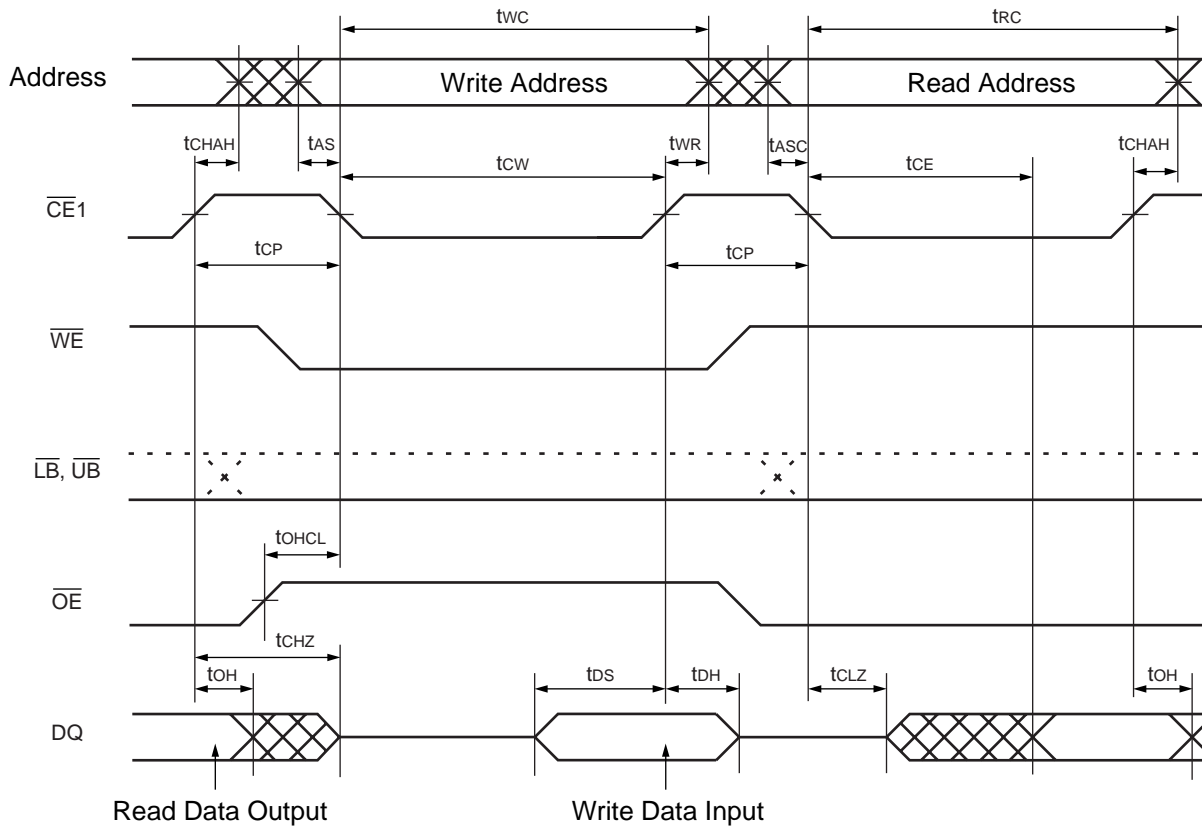 tWC tRC
Address Write Address Read Address
tCHAH tAS tCW tWR tASC tCE tCHAH
CE1
tCP tCP
WE
LB, UB
tOHCL
OE
tCHZ
tOH tDS tDH tCLZ tOH
DQ
Read Data Output Write Data Input